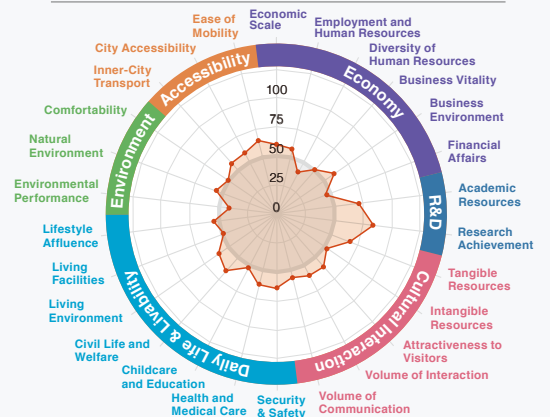 Economic
Scale
Employment and
Human Resources
Diversity of
Human Resources
Business Vitality
Business
Environment
Financial
Affairs
Academic
Resources
Research
Achievement
Tangible
Resources
Intangible
Resources
Attractiveness to
Visitors
Volume of Interaction
Volume of
Communication
Security
& Safety
Health and
Medical Care
Childcare
and Education
Civil Life and
Welfare
Living
Environment
Living
Facilities
Lifestyle
Affluence
Environmental
Performance
Natural
Environment
Comfortability
Inner-City
Transport
City Accessibility
Ease of
Mobility
Economy
R&D
Cultural Interaction
Daily Life & Livability
Environment
Accessibility
100
75
50
25
0